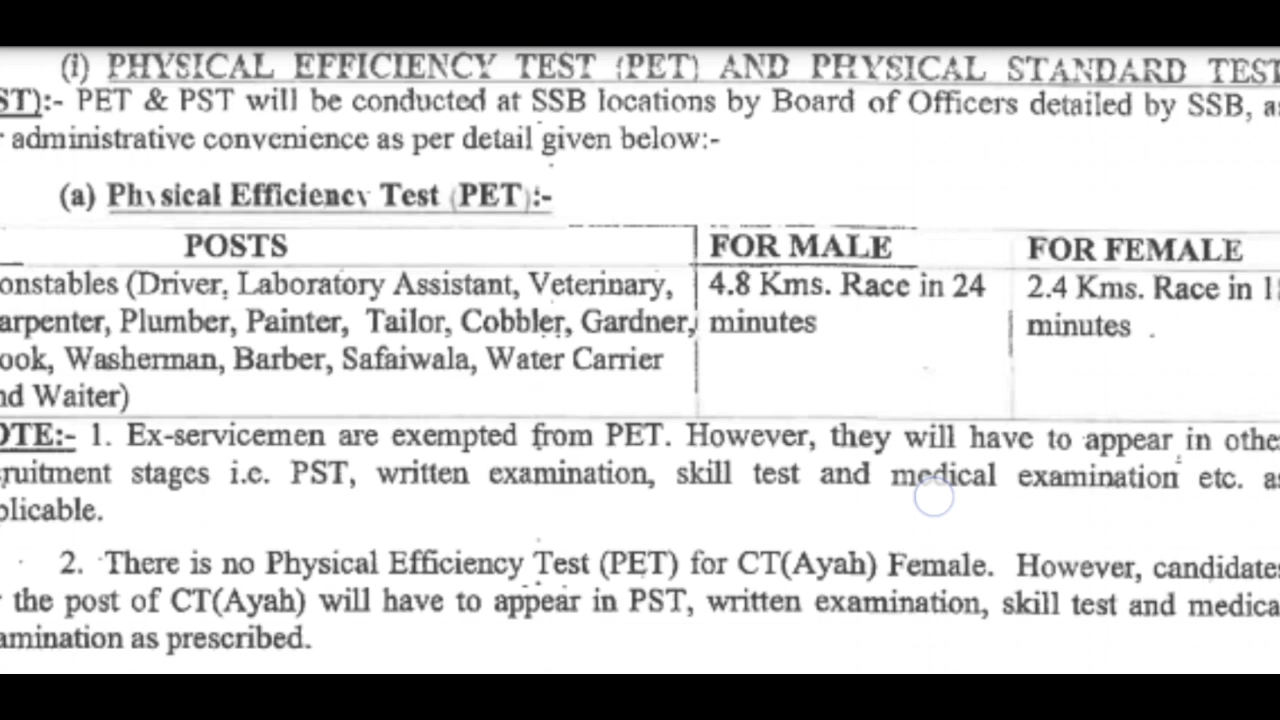 (i) PHYSICAL EFFICIENCY TEST (PET) AND PHYSICAL STANDARD TEST
ST):- PET & PST will be conducted at SSB locations by Board of Officers detailed by SSB, as
r administrative convenience as per detail given below:-
(a) Physical Efficiency Test (PET):-
POSTS FOR MALE FOR FEMALE
onstables (Driver, Laboratory Assistant, Veterinary, 4.8 Kms. Race in 24 2.4 Kms. Race in
arpenter, Plumber, Painter, Tailor, Cobbler, Gardner, minutes minutes
ook, Washerman, Barber, Safaiwala, Water Carrier
nd Waiter)
OTE:- 1. Ex-servicemen are exempted from PET. However, they will have to appear in othe
cruitment stages i.e. PST, written examination, skill test and medical examination etc. as
plicable.
2. There is no Physical Efficiency Test (PET) for CT(Ayah) Female. However, candidates
the post of CT(Ayah) will have to appear in PST, written examination, skill test and medica
amination as prescribed.